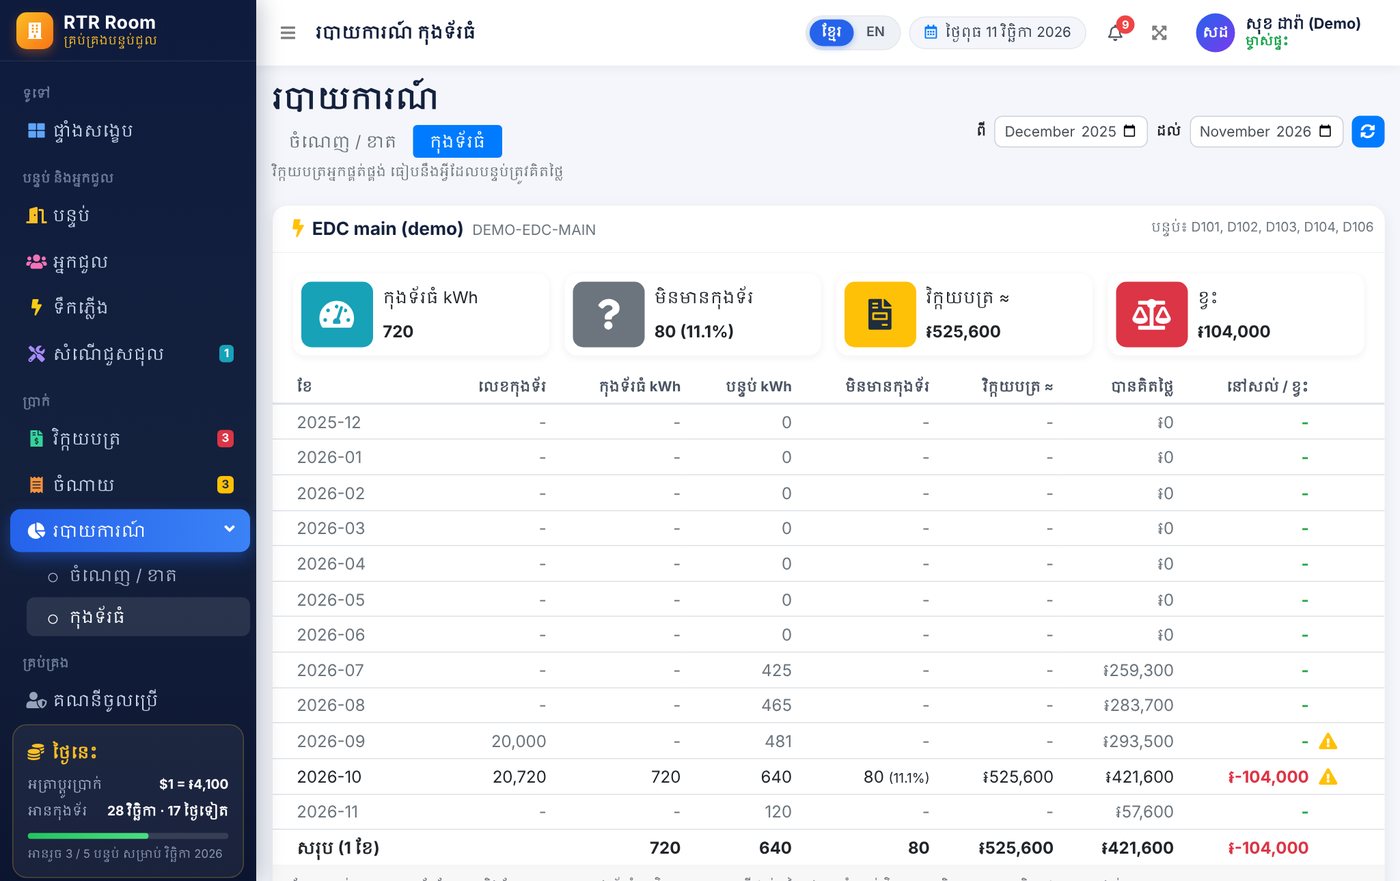 RTR Room
គ្រប់គ្រងបន្ទប់ជួល
ទូទៅ
ផ្ទាំងសង្ខេប
បន្ទប់ និងអ្នកជួល
បន្ទប់
អ្នកជួល
ទឹកភ្លើង
សំណើជួសជុល 1
ប្រាក់
វិក្កយបត្រ 3
ចំណាយ 3
របាយការណ៍
ចំណេញ / ខាត
កុងទ័រធំ
គ្រប់គ្រង
គណនីចូលប្រើ
ថ្ងៃនេះ
អត្រាប្ដូរប្រាក់ $1 = ៛4,100
អានកុងទ័រ 28 វិច្ឆិកា · 17 ថ្ងៃទៀត
អានរួច 3 / 5 បន្ទប់ សម្រាប់ វិច្ឆិកា 2026
របាយការណ៍ កុងទ័រធំ
ខ្មែរ EN
ថ្ងៃពុធ 11 វិច្ឆិកា 2026
9
សដ
សុខ ដារ៉ា (Demo)
ម្ចាស់ផ្ទះ
របាយការណ៍
ចំណេញ / ខាត កុងទ័រធំ
វិក្កយបត្រអ្នកផ្គត់ផ្គង់ ធៀបនឹងអ្វីដែលបន្ទប់ត្រូវគិតថ្លៃ
ពី December 2025 ដល់ November 2026
EDC main (demo) DEMO-EDC-MAIN
បន្ទប់៖ D101, D102, D103, D104, D106
កុងទ័រធំ kWh
720
មិនមានកុងទ័រ
80 (11.1%)
វិក្កយបត្រ ≈
៛525,600
ខ្វះ
៛104,000
ខែ លេខកុងទ័រ កុងទ័រធំ kWh បន្ទប់ kWh មិនមានកុងទ័រ វិក្កយបត្រ ≈ បានគិតថ្លៃ នៅសល់ / ខ្វះ
2025-12 - - 0 - - ៛0 -
2026-01 - - 0 - - ៛0 -
2026-02 - - 0 - - ៛0 -
2026-03 - - 0 - - ៛0 -
2026-04 - - 0 - - ៛0 -
2026-05 - - 0 - - ៛0 -
2026-06 - - 0 - - ៛0 -
2026-07 - - 425 - - ៛259,300 -
2026-08 - - 465 - - ៛283,700 -
2026-09 20,000 - 481 - - ៛293,500 -
2026-10 20,720 720 640 80 (11.1%) ៛525,600 ៛421,600 ៛-104,000
2026-11 - - 120 - - ៛57,600 -
សរុប (1 ខែ) 720 640 80 ៛525,600 ៛421,600 ៛-104,000